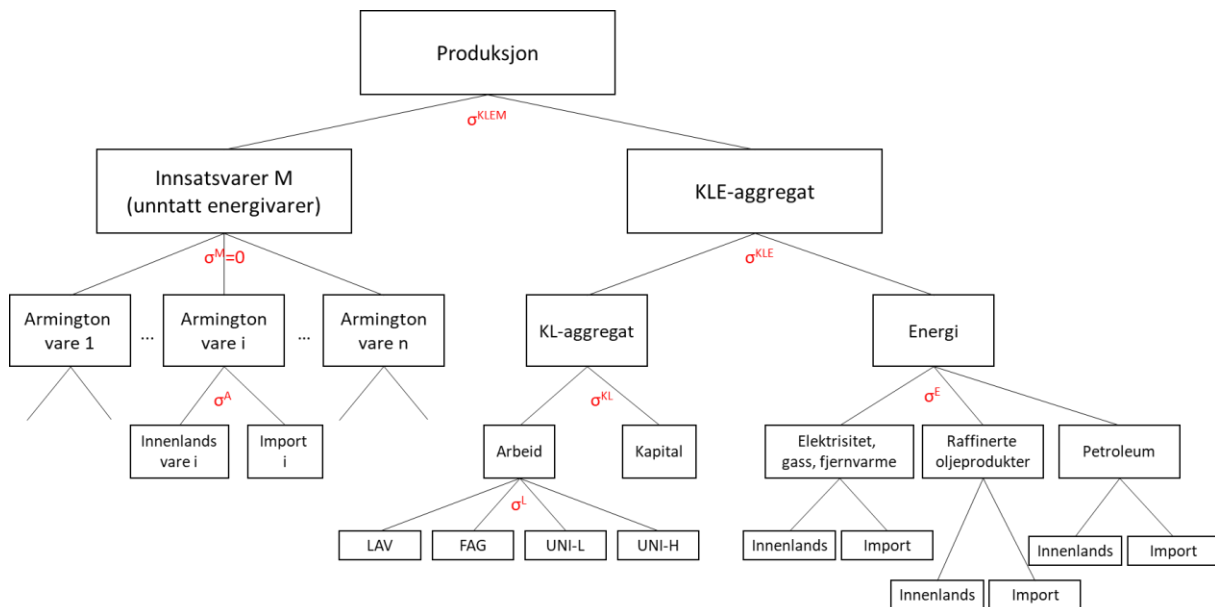 Produksjon
σKLEM
Innsatsvarer M
(unntatt energivarer)
KLE-aggregat
σM=0
σKLE
Armington
vare 1
...
Armington
vare i
...
Armington
vare n
KL-aggregat
Energi
σA
σKL
σE
Innenlands
vare i
Import
i
Arbeid
Kapital
Elektrisitet,
gass, fjernvarme
Raffinerte
oljeprodukter
Petroleum
σL
LAV
FAG
UNI-L
UNI-H
Innenlands
Import
Innenlands
Import
Innenlands
Import